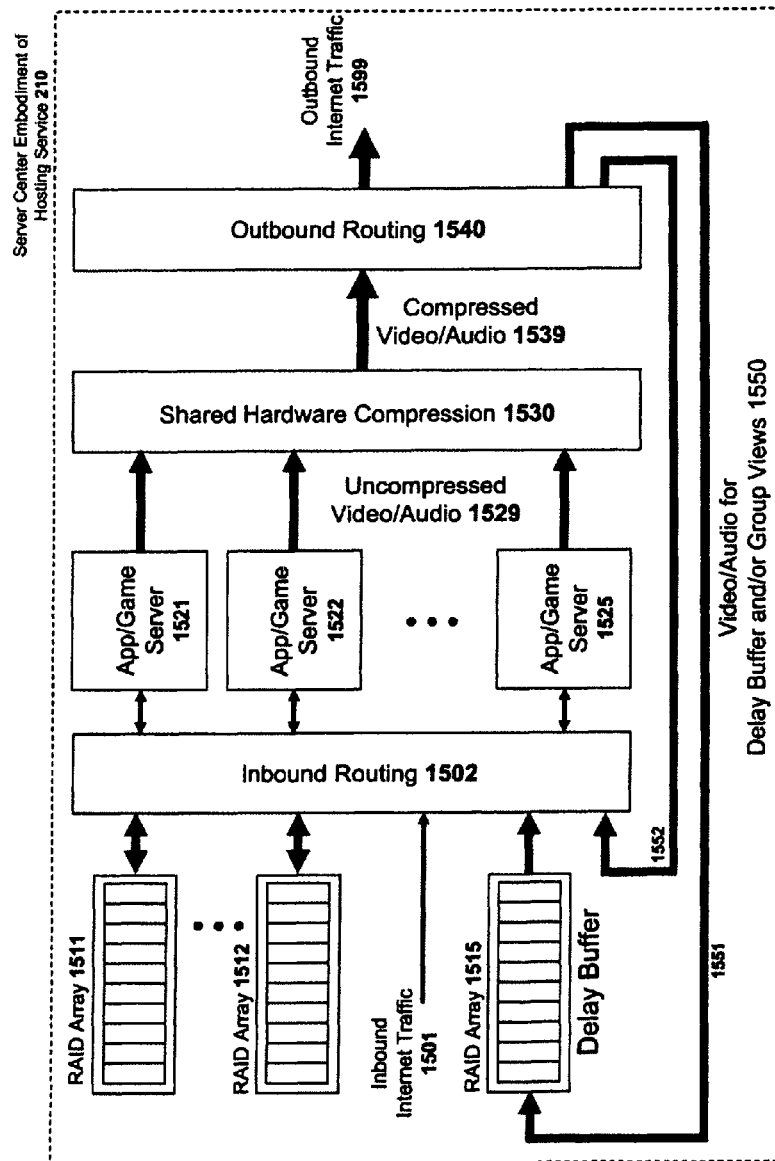 Server Center Embodiment of
Hosting Service 210
Outbound
Internet Traffic
1599
Outbound Routing 1540
Compressed
Video/Audio 1539
Shared Hardware Compression 1530
Uncompressed
Video/Audio 1529
App/Game
Server
1521
App/Game
Server
1522
App/Game
Server
1525
Inbound Routing 1502
RAID Array 1511
RAID Array 1512
Inbound
Internet Traffic
1501
RAID Array 1515
Delay Buffer
1552
1551
Video/Audio for
Delay Buffer and/or Group Views 1550